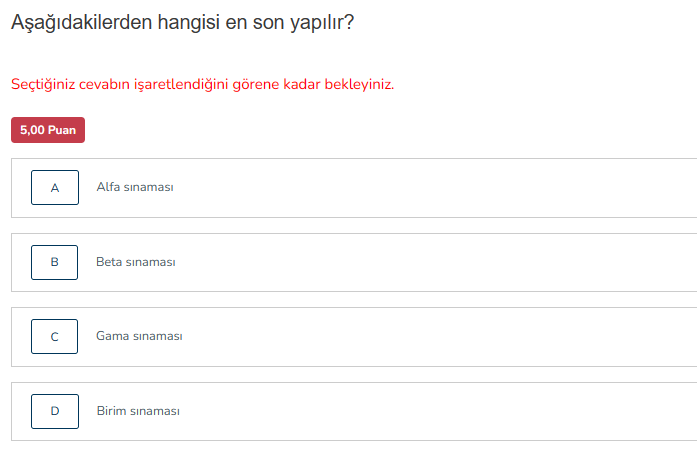 Aşağıdakilerden hangisi en son yapılır?
Seçtiğiniz cevabın işaretlendiğini görene kadar bekleyiniz.
5,00 Puan
A Alfa sınaması
B Beta sınaması
C Gama sınaması
D Birim sınaması